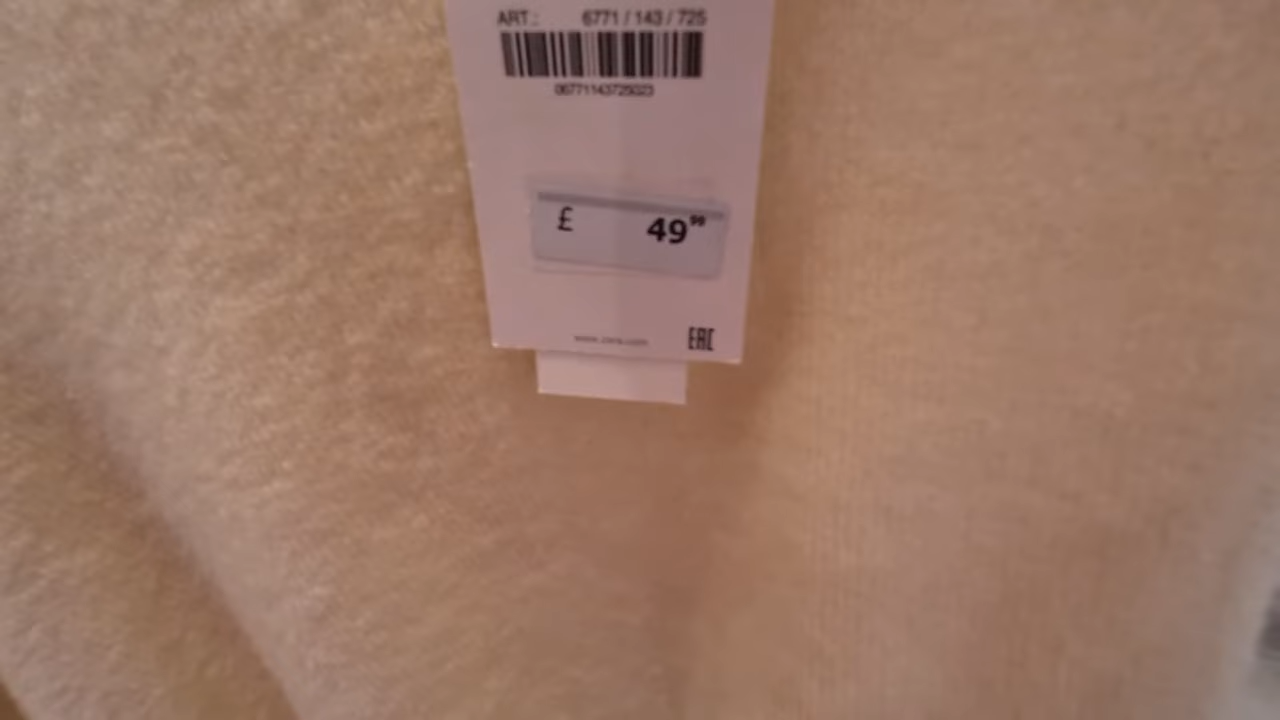 ART.: 6771 / 143 / 725
06771143725023
£ 49⁹⁹
www.zara.com
EAC